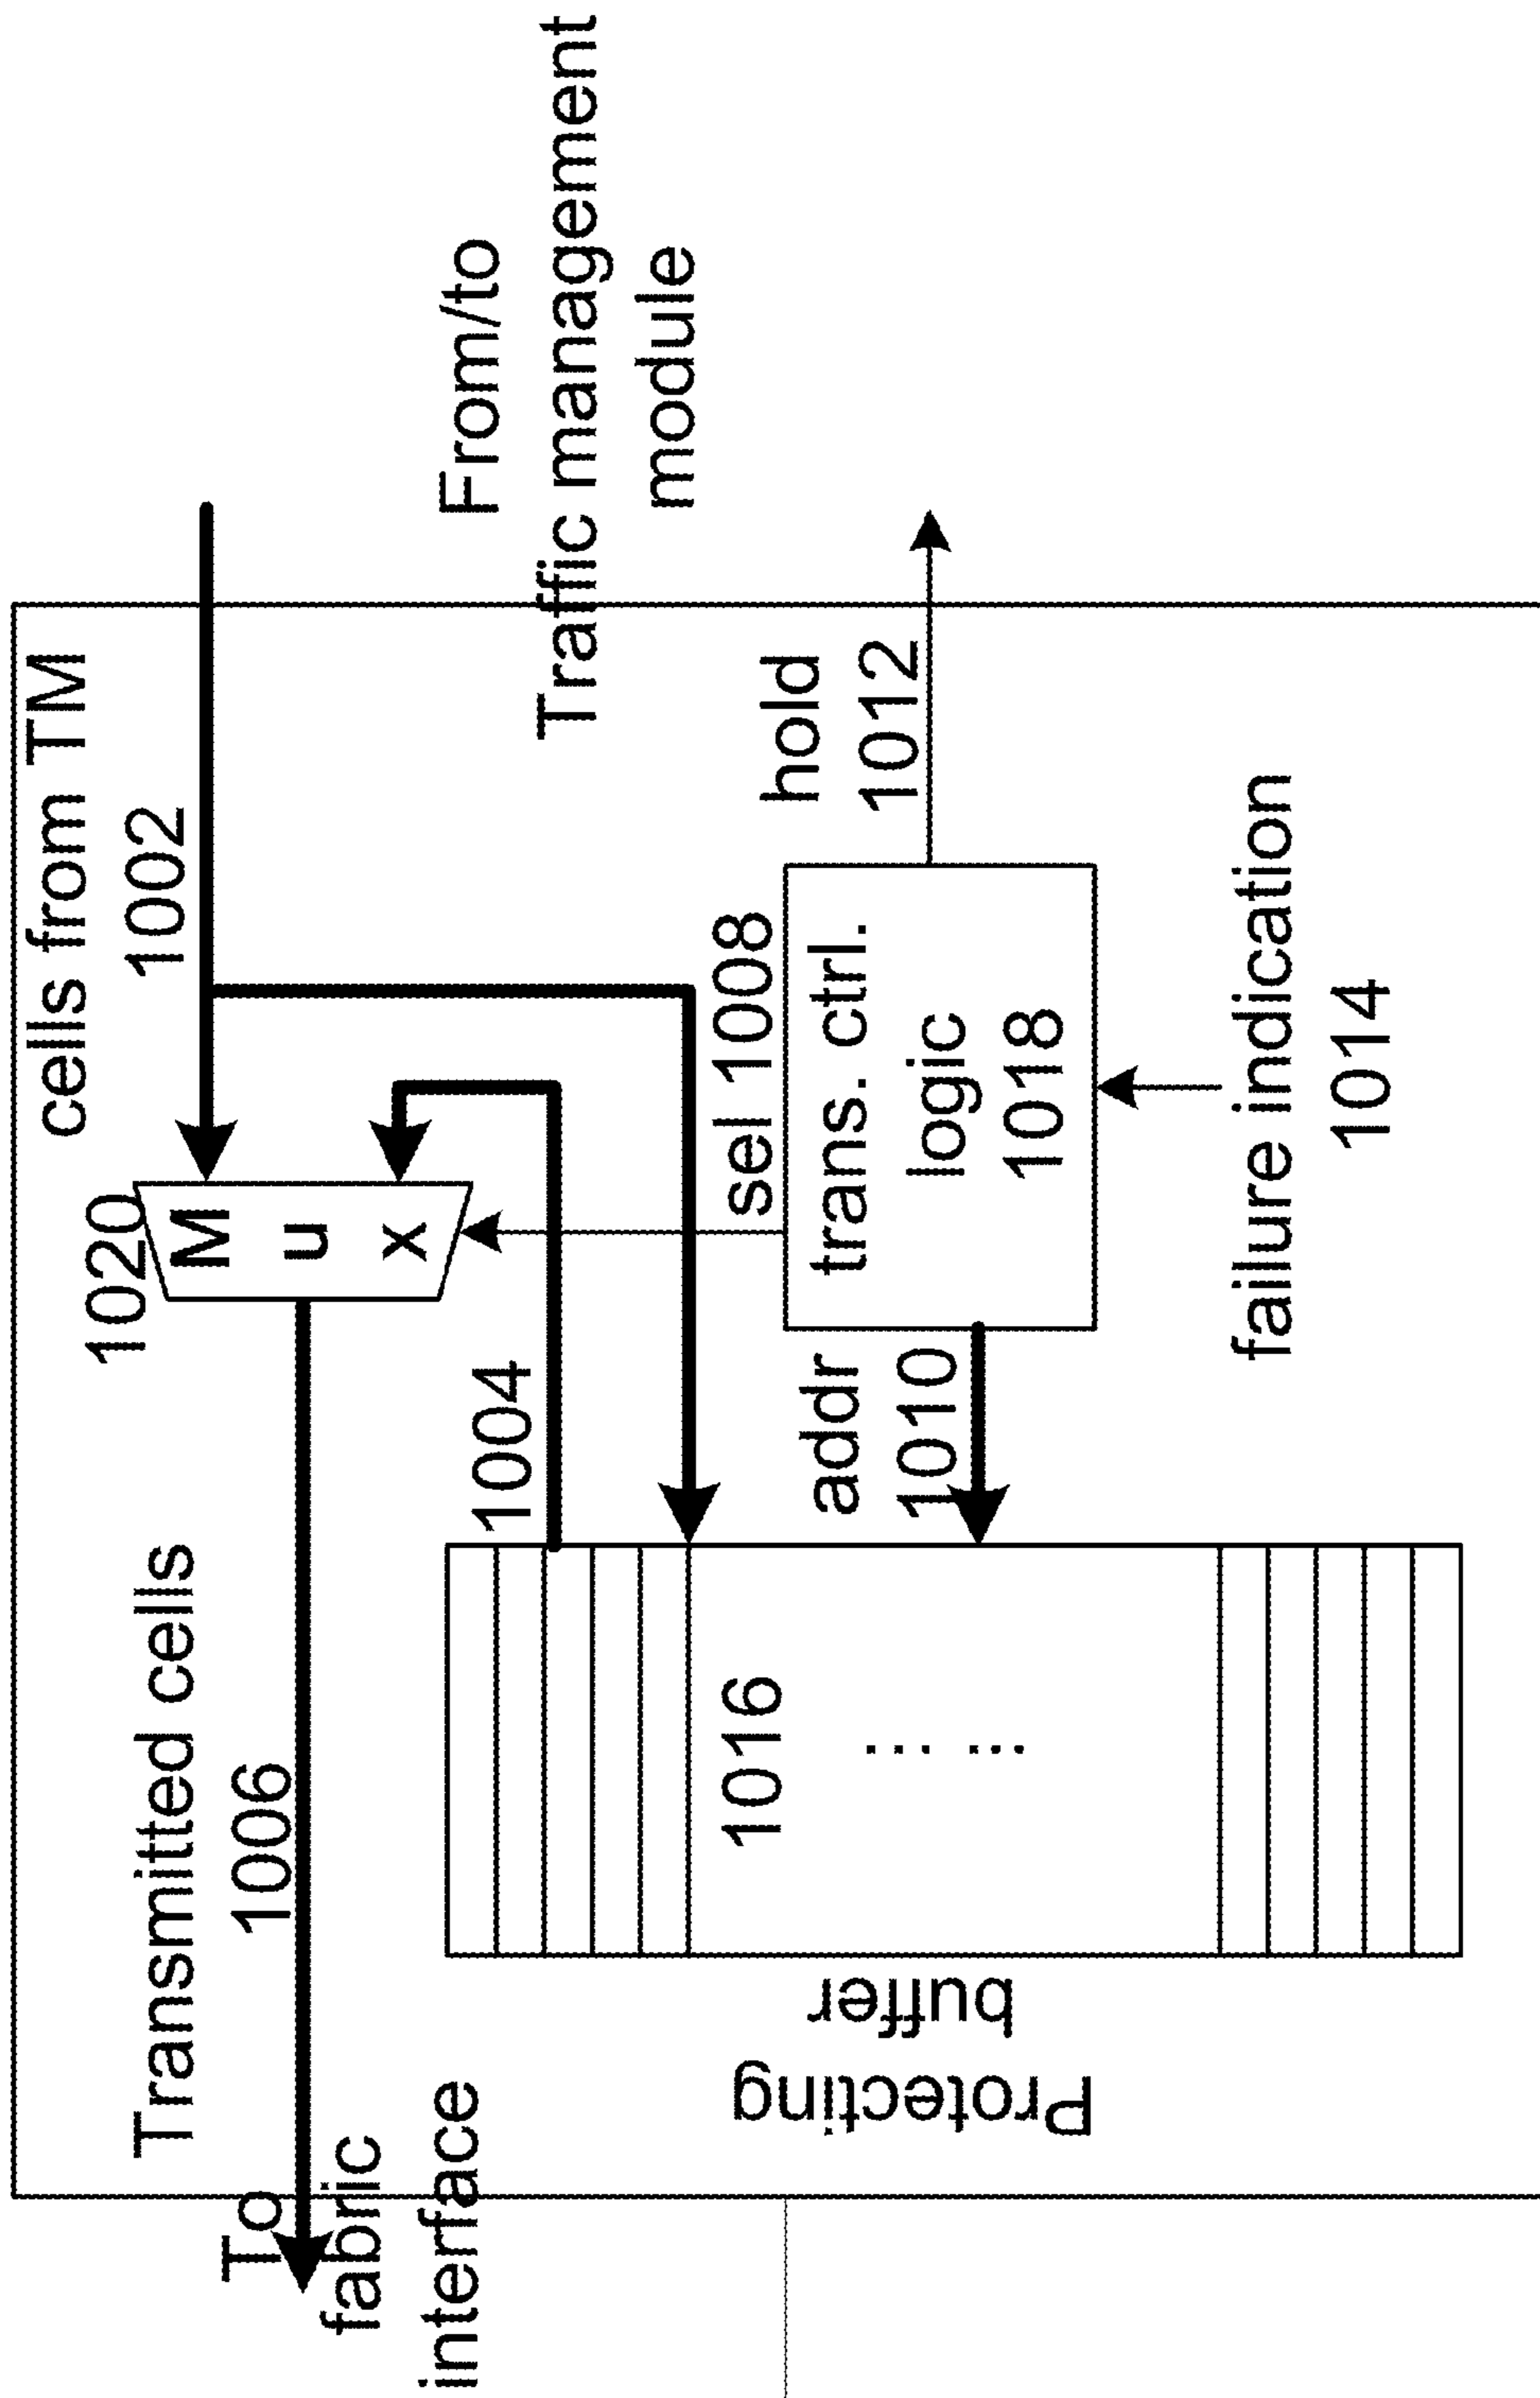 cells from TM
1002
From/to
Traffic management
module
1020
M
u
x
Transmitted cells
1006
To
fabric
interface
1004
sel 1008
hold
1012
trans. ctrl.
logic
1018
addr
1010
failure indication
1014
1016
... ...
Protecting
buffer